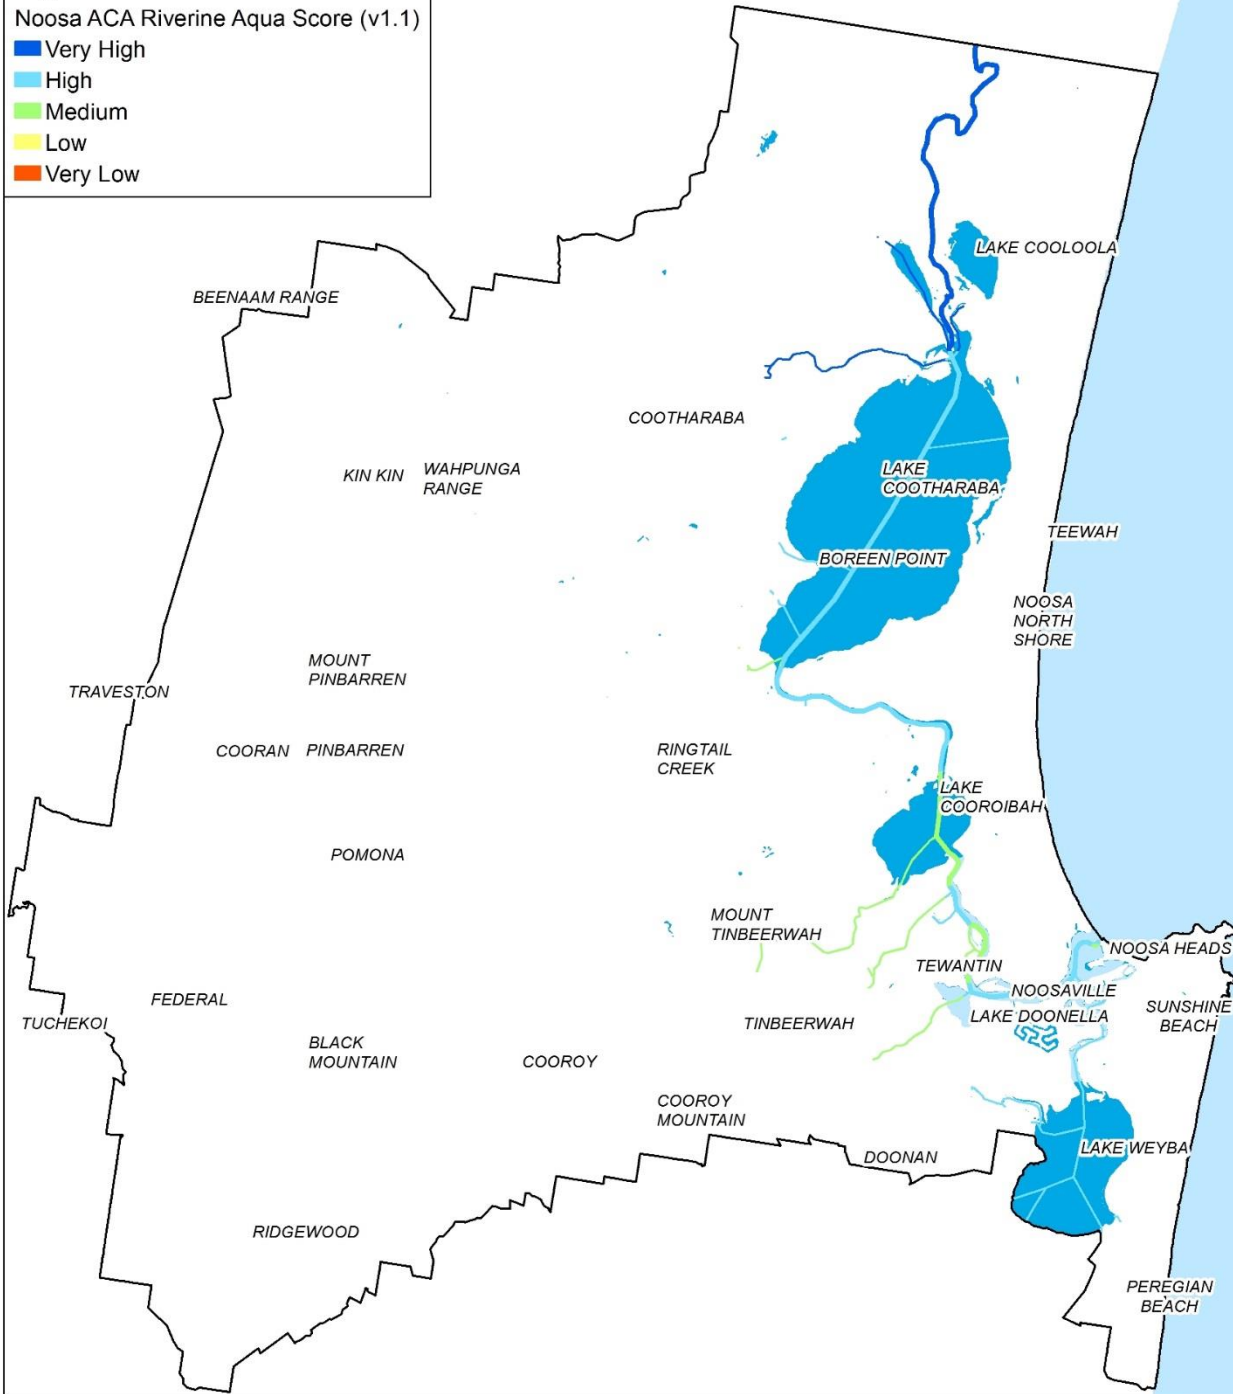 Noosa ACA Riverine Aqua Score (v1.1)
Very High
High
Medium
Low
Very Low
LAKE COOLOOLA
BEENAAM RANGE
COOTHARABA
KIN KIN
WAHPUNGA
RANGE
LAKE
COOTHARABA
TEEWAH
BOREEN POINT
NOOSA
NORTH
SHORE
MOUNT
PINBARREN
TRAVESTON
COORAN
PINBARREN
RINGTAIL
CREEK
LAKE
COOROIBAH
POMONA
MOUNT
TINBEERWAH
NOOSA HEADS
TEWANTIN
NOOSAVILLE
FEDERAL
SUNSHINE
BEACH
LAKE DOONELLA
TUCHEKOI
TINBEERWAH
BLACK
MOUNTAIN
COOROY
COOROY
MOUNTAIN
LAKE WEYBA
DOONAN
RIDGEWOOD
PEREGIAN
BEACH